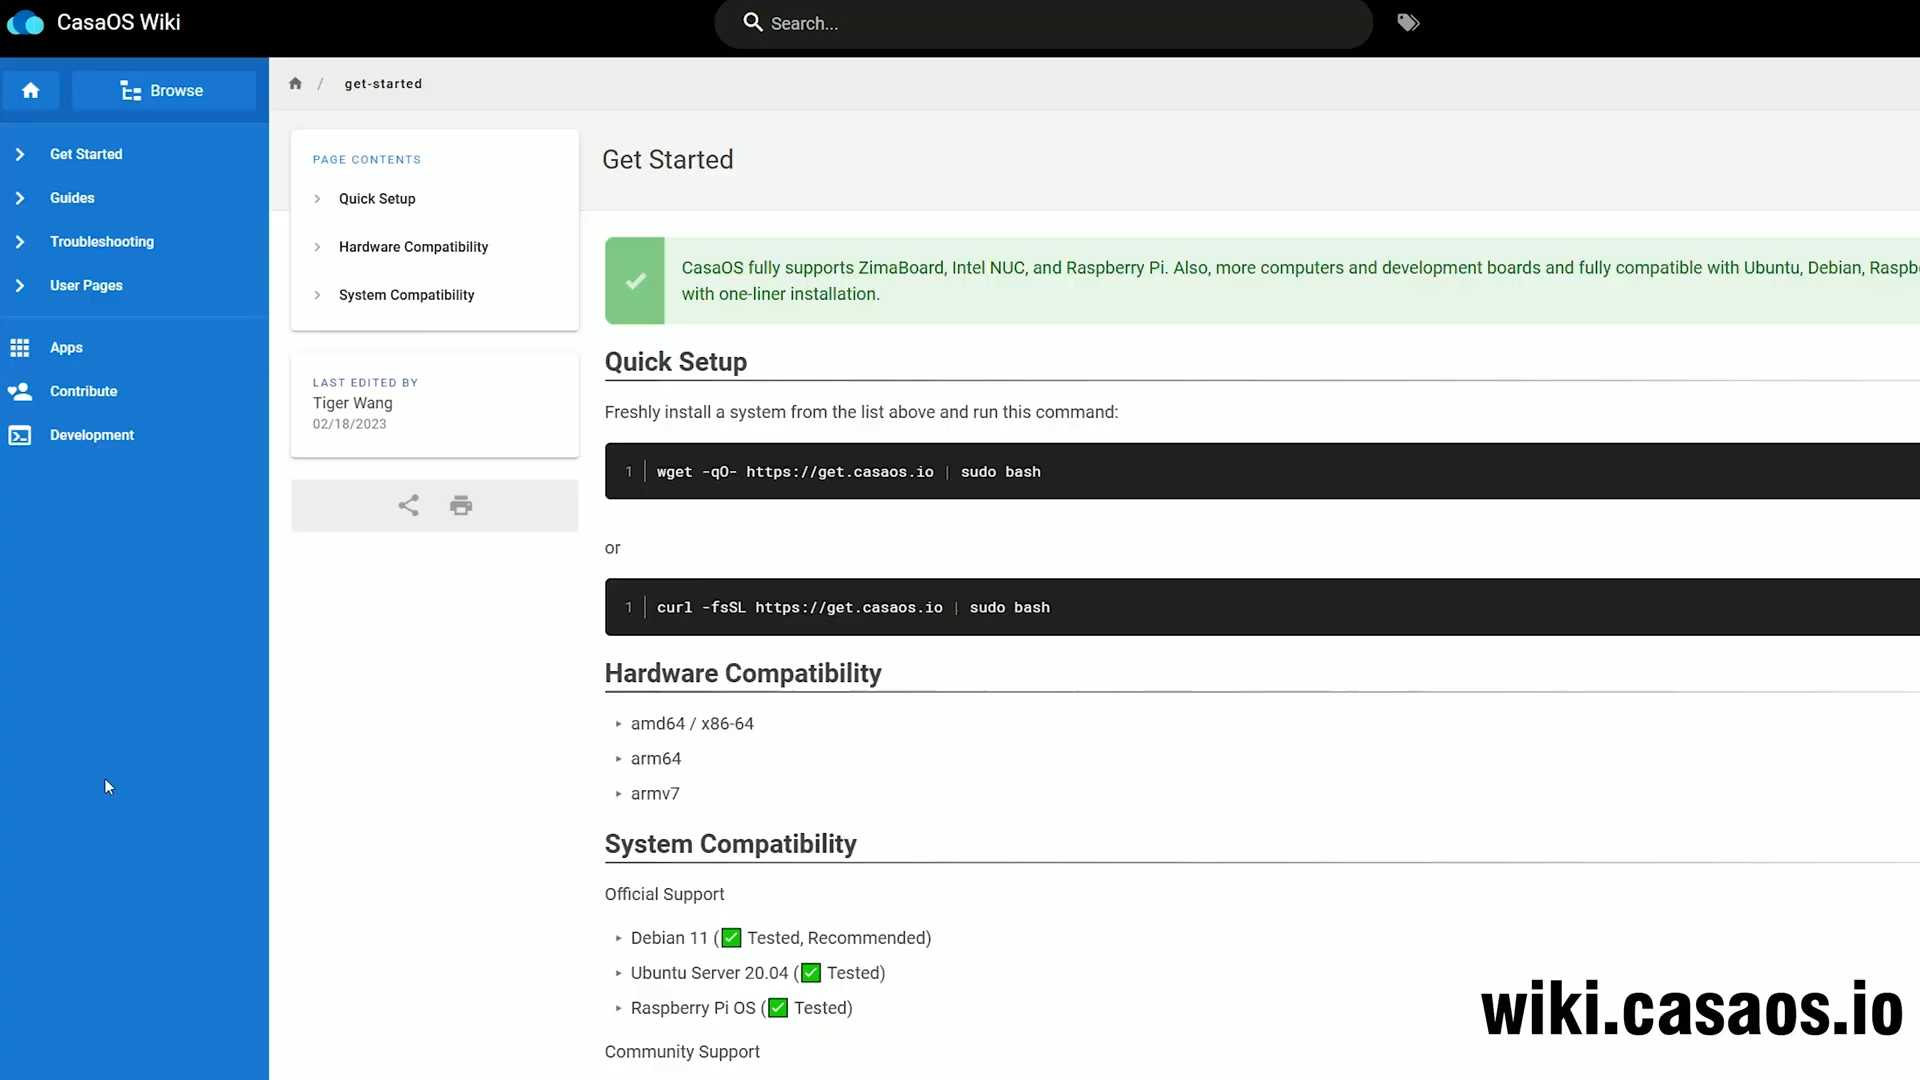 CasaOS Wiki
Search...
Browse
get-started
Get Started
Guides
Troubleshooting
User Pages
Apps
Contribute
Development
PAGE CONTENTS
Quick Setup
Hardware Compatibility
System Compatibility
LAST EDITED BY
Tiger Wang
02/18/2023
Get Started
CasaOS fully supports ZimaBoard, Intel NUC, and Raspberry Pi. Also, more computers and development boards and fully compatible with Ubuntu, Debian, Raspb
with one-liner installation.
Quick Setup
Freshly install a system from the list above and run this command:
1 wget -qO- https://get.casaos.io | sudo bash
or
1 curl -fsSL https://get.casaos.io | sudo bash
Hardware Compatibility
amd64 / x86-64
arm64
armv7
System Compatibility
Official Support
Debian 11 (✅ Tested, Recommended)
Ubuntu Server 20.04 (✅ Tested)
Raspberry Pi OS (✅ Tested)
Community Support
wiki.casaos.io